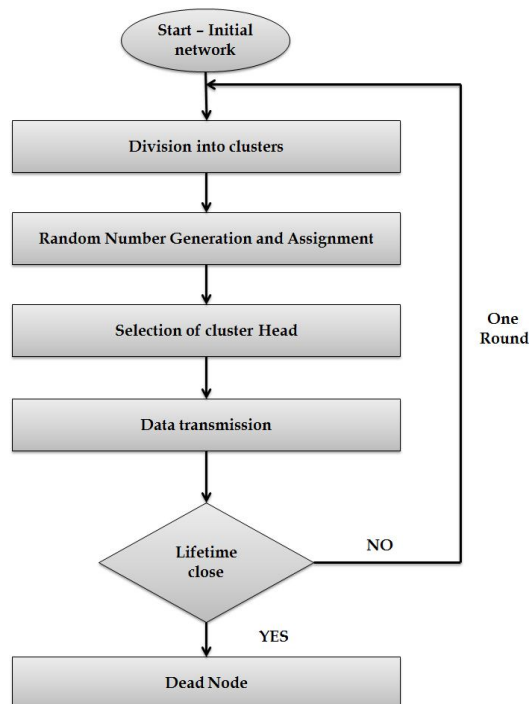 Start – Initial
network
Division into clusters
Random Number Generation and Assignment
Selection of cluster Head
One
Round
Data transmission
Lifetime
close
NO
YES
Dead Node